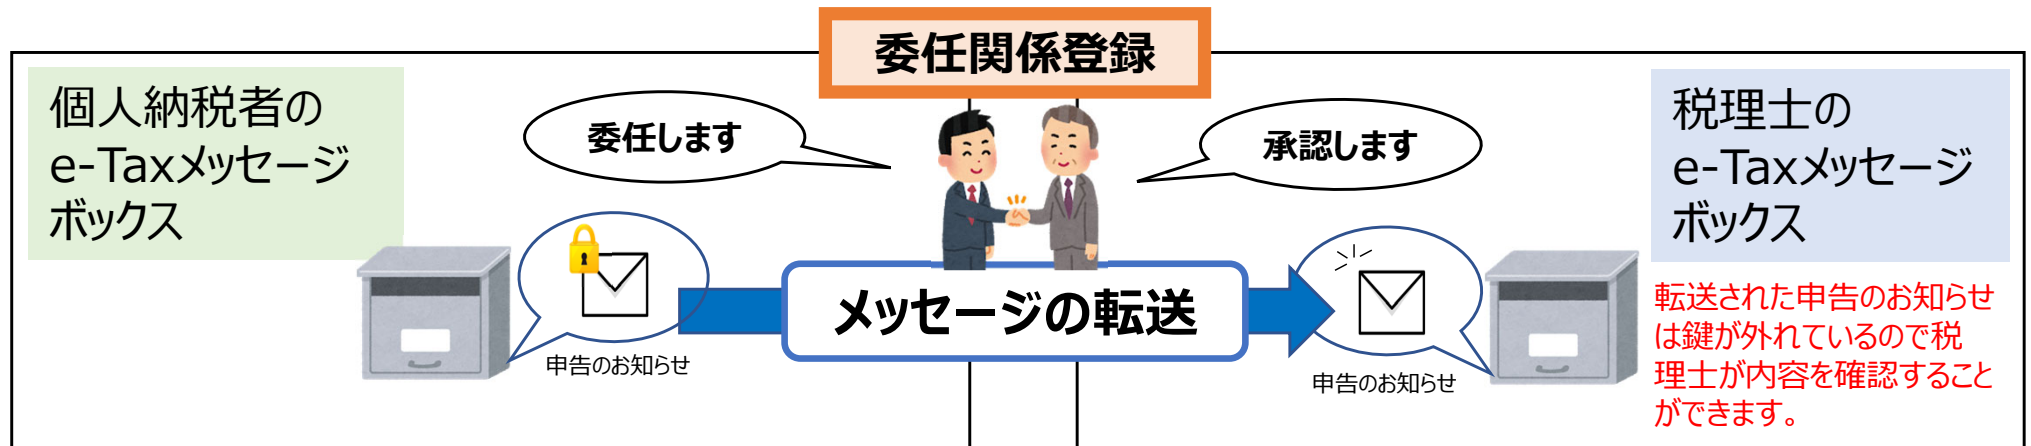 委任関係登録
個人納税者の
e-Taxメッセージ
ボックス
委任します
承認します
税理士の
e-Taxメッセージ
ボックス
メッセージの転送
申告のお知らせ
申告のお知らせ
転送された申告のお知らせ
は鍵が外れているので税
理士が内容を確認すること
ができます。